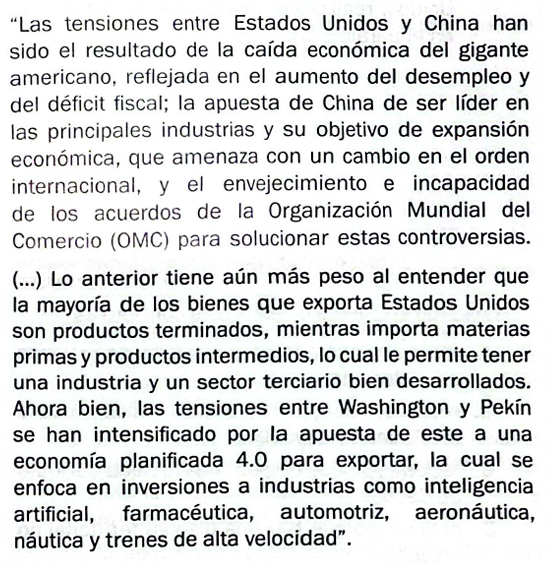 “Las tensiones entre Estados Unidos y China han
sido el resultado de la caída económica del gigante
americano, reflejada en el aumento del desempleo y
del déficit fiscal; la apuesta de China de ser líder en
las principales industrias y su objetivo de expansión
económica, que amenaza con un cambio en el orden
internacional, y el envejecimiento e incapacidad
de los acuerdos de la Organización Mundial del
Comercio (OMC) para solucionar estas controversias.
(...) Lo anterior tiene aún más peso al entender que
la mayoría de los bienes que exporta Estados Unidos
son productos terminados, mientras importa materias
primas y productos intermedios, lo cual le permite tener
una industria y un sector terciario bien desarrollados.
Ahora bien, las tensiones entre Washington y Pekín
se han intensificado por la apuesta de este a una
economía planificada 4.0 para exportar, la cual se
enfoca en inversiones a industrias como inteligencia
artificial, farmacéutica, automotriz, aeronáutica,
náutica y trenes de alta velocidad”.